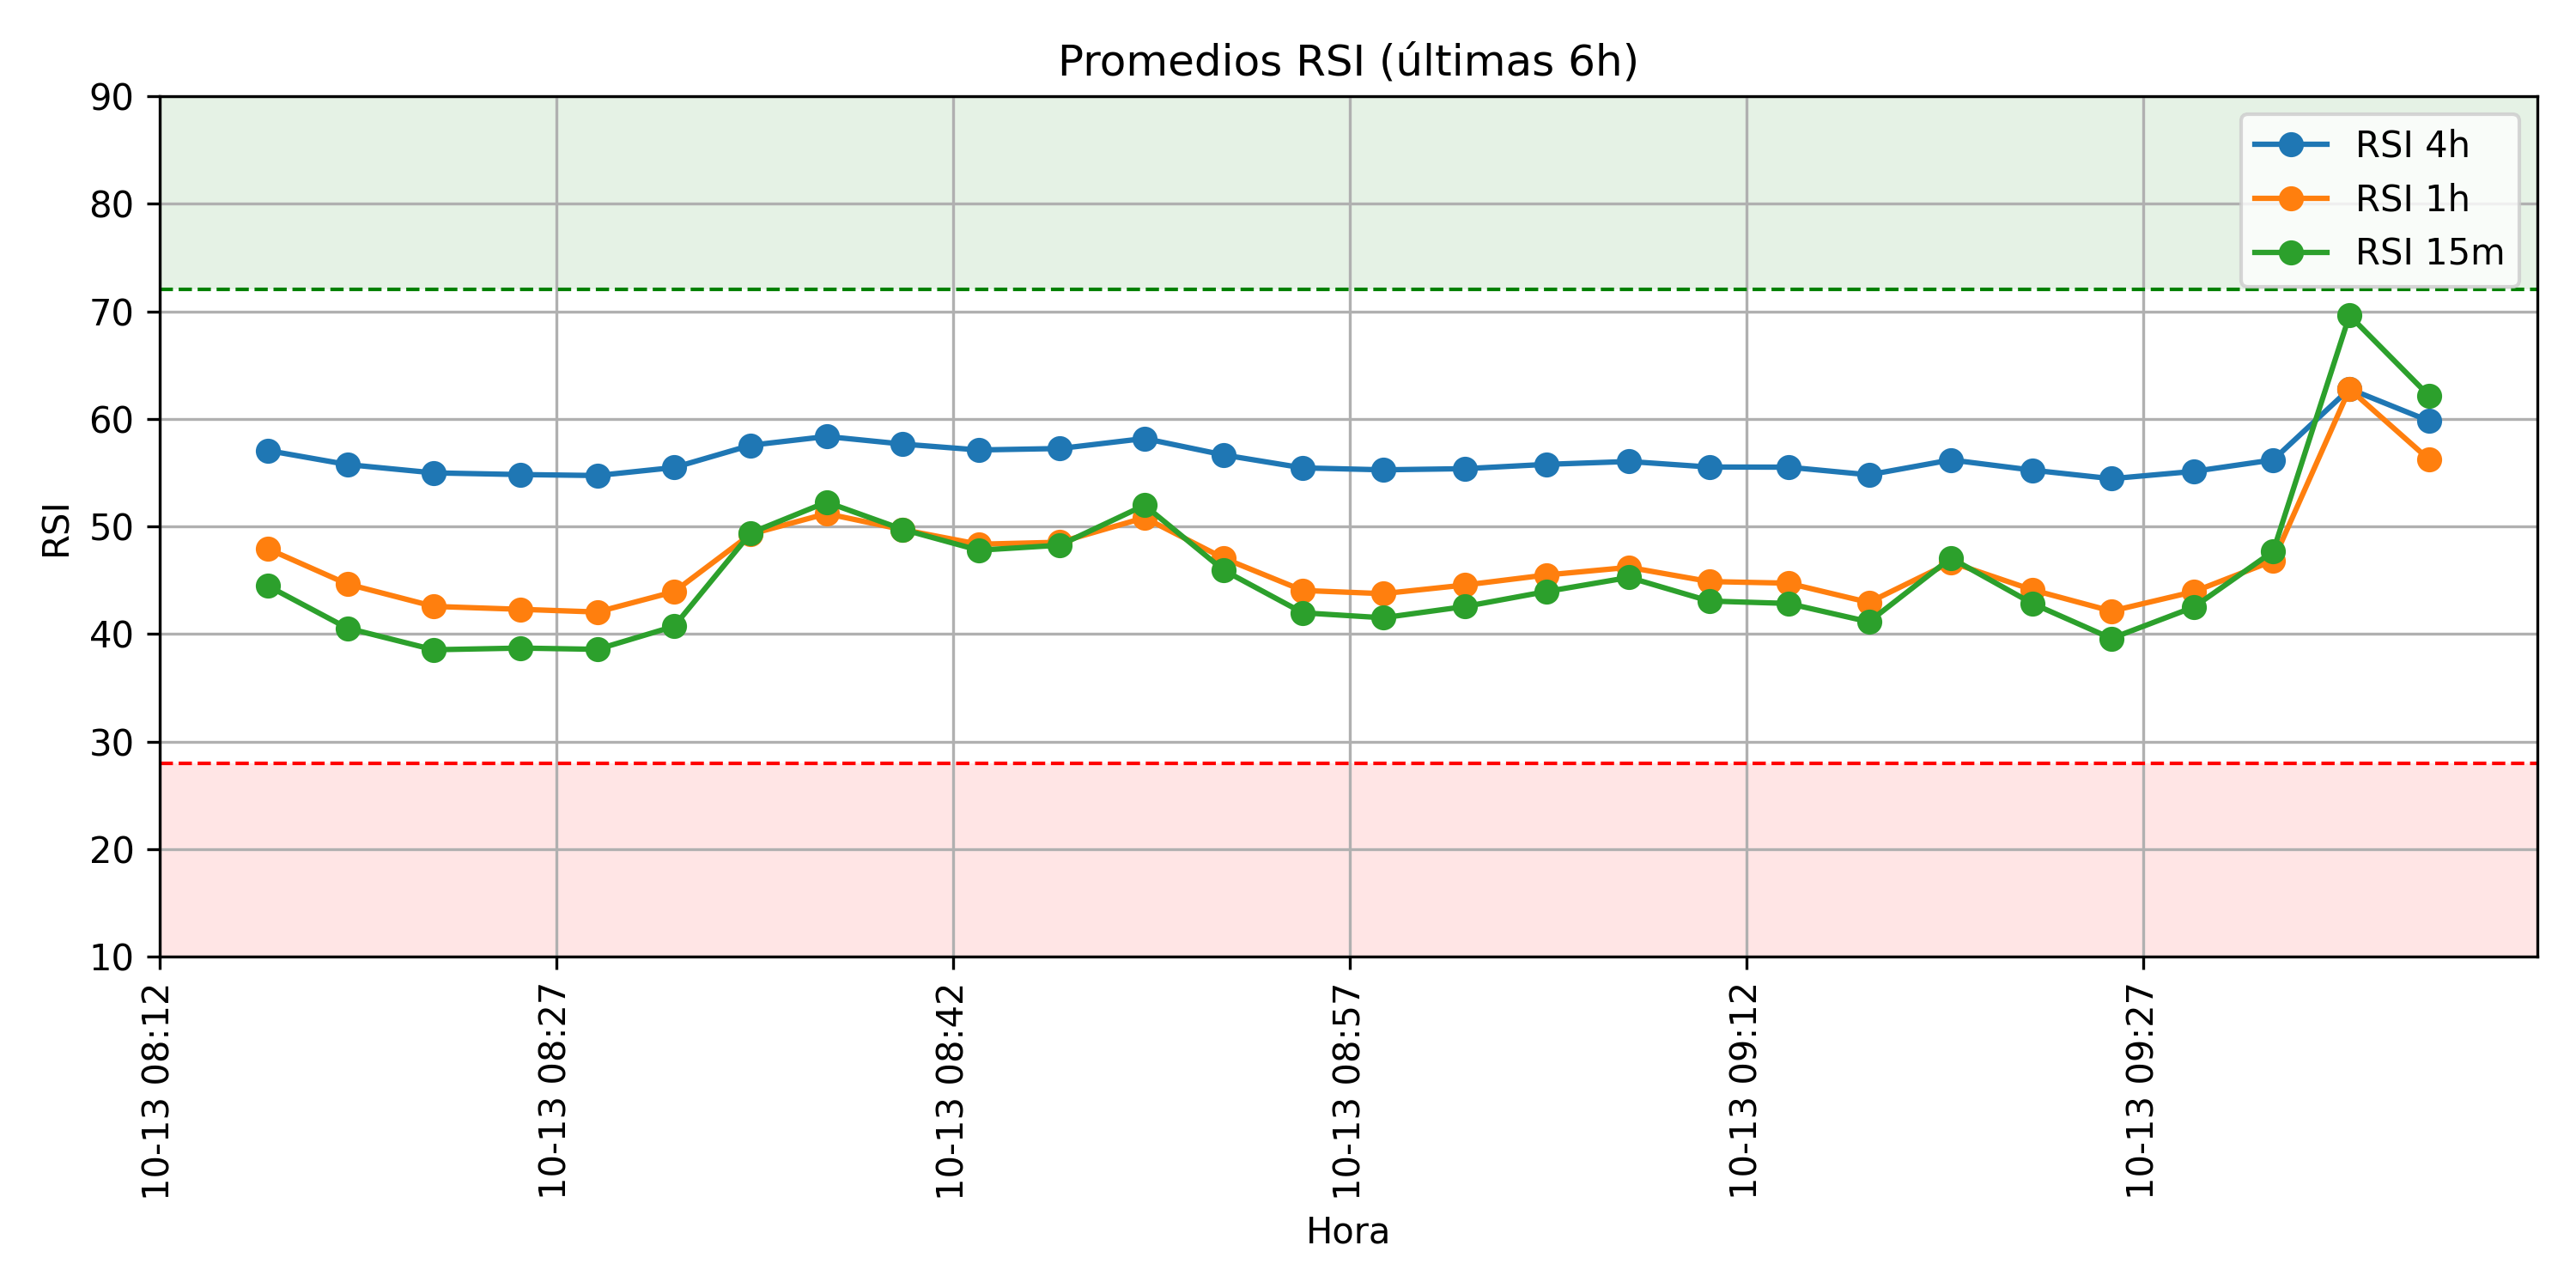 Promedios RSI (últimas 6h)
90
80
70
60
50
40
30
20
10
RSI
RSI 4h
RSI 1h
RSI 15m
10-13 08:12
10-13 08:27
10-13 08:42
10-13 08:57
10-13 09:12
10-13 09:27
Hora